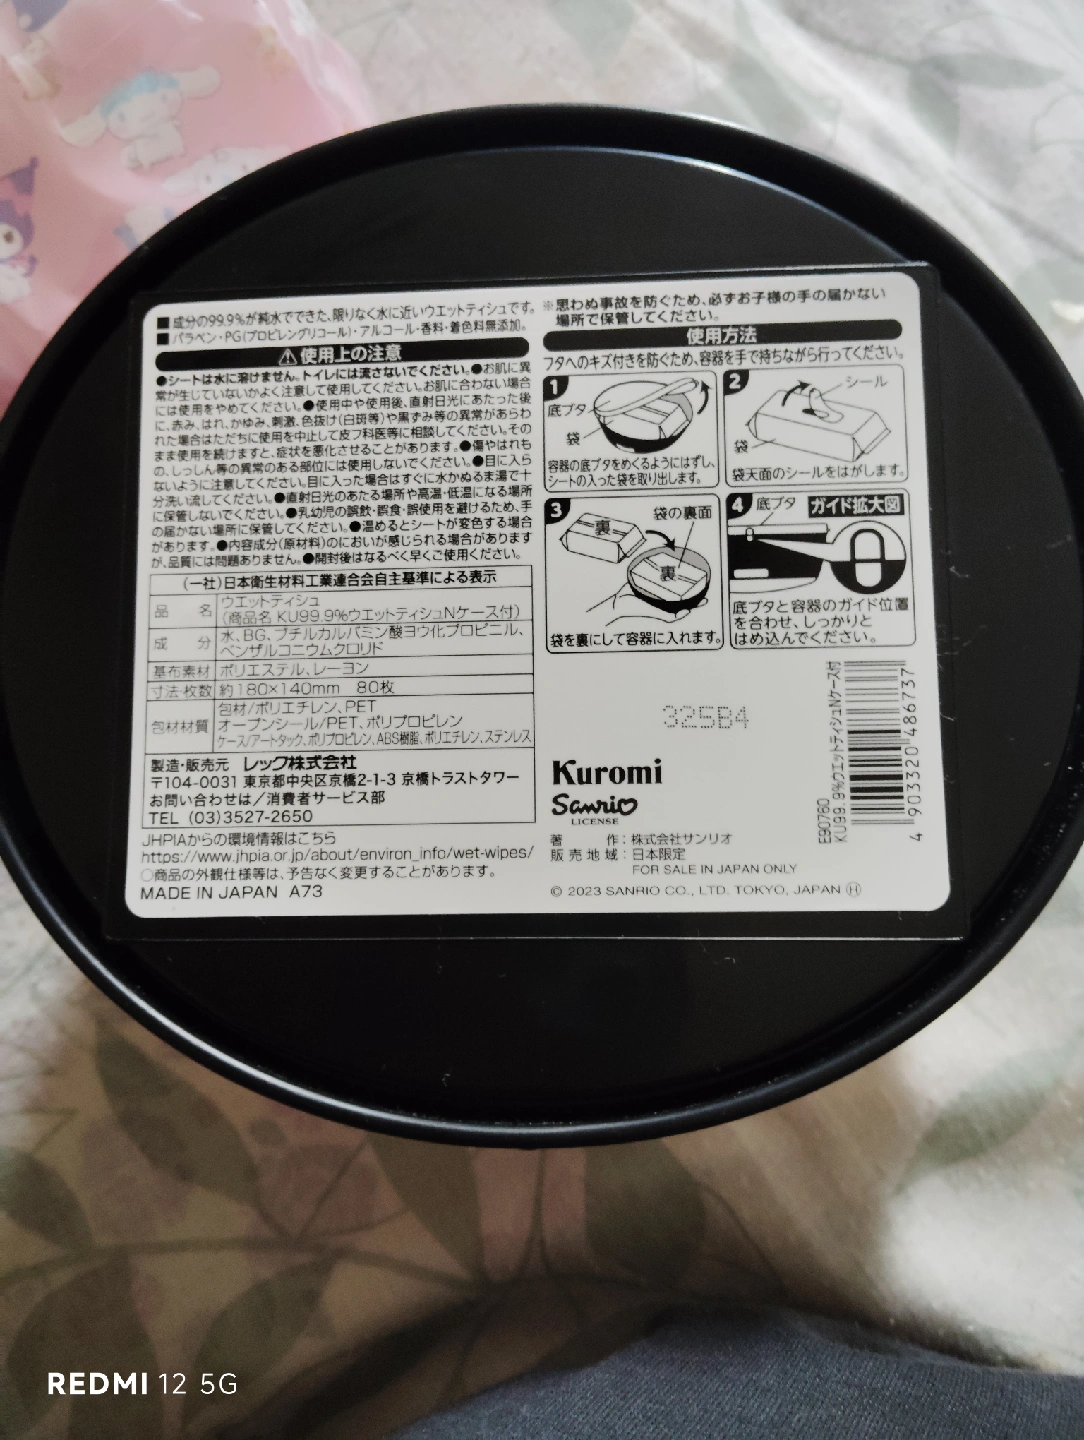 ■成分の99.9%が純水でできた、限りなく水に近いウエットティシュです。
■パラベン・PG(プロピレングリコール)・アルコール・香料・着色料無添加。
⚠使用上の注意
●シートは水に溶けません。トイレには流さないでください。●お肌に異
常が生じていないかよく注意して使用してください。お肌に合わない場合
には使用をやめてください。●使用中や使用後、直射日光にあたった後
に、赤み、はれ、かゆみ、刺激、色抜け(白斑等)や黒ずみ等の異常があらわ
れた場合はただちに使用を中止して皮フ科医等に相談してください。その
まま使用を続けますと、症状を悪化させることがあります。●傷やはれも
の、しっしん等の異常のある部位には使用しないでください。●目に入ら
ないように注意してください。目に入った場合はすぐに水かぬるま湯で十
分洗い流してください。●直射日光のあたる場所や高温・低温になる場所
に保管しないでください。●乳幼児の誤飲・誤食・誤使用を避けるため、手
の届かない場所に保管してください。●温めるとシートが変色する場合
があります。●内容成分(原材料)のにおいが感じられる場合があります
が、品質には問題ありません。●開封後はなるべく早くご使用ください。
(一社)日本衛生材料工業連合会自主基準による表示
品 名 ウエットティシュ
(商品名 KU99.9%ウエットティシュNケース付)
成 分 水、BG、ブチルカルバミン酸ヨウ化プロピニル、
ベンザルコニウムクロリド
基布素材 ポリエステル、レーヨン
寸法・枚数 約180×140mm 80枚
包材材質 包材/ポリエチレン、PET
オープンシール/PET、ポリプロピレン
ケース/アートタック、ポリプロピレン、ABS樹脂、ポリエチレン、ステンレス
製造・販売元 レック株式会社
〒104-0031 東京都中央区京橋2-1-3 京橋トラストタワー
お問い合わせは/消費者サービス部
TEL (03)3527-2650
JHPIAからの環境情報はこちら
https://www.jhpia.or.jp/about/environ_info/wet-wipes/
○商品の外観仕様等は、予告なく変更することがあります。
MADE IN JAPAN A73
※思わぬ事故を防ぐため、必ずお子様の手の届かない
場所で保管してください。
使用方法
フタへのキズ付きを防ぐため、容器を手で持ちながら行ってください。
1
底ブタ
袋
容器の底ブタをめくるようにはずし、
シートの入った袋を取り出します。
2
シール
袋
袋天面のシールをはがします。
3
裏
袋の裏面
裏
袋を裏にして容器に入れます。
4
底ブタ
ガイド拡大図
底ブタと容器のガイド位置
を合わせ、しっかりと
はめ込んでください。
325B4
Kuromi
Sanrio
LICENSE
著 作:株式会社サンリオ
販売地域:日本限定
FOR SALE IN JAPAN ONLY
© 2023 SANRIO CO., LTD. TOKYO, JAPAN Ⓗ
E90780
KU99.9%ウエットティシュNケース付
4 903320 486737
REDMI 12 5G